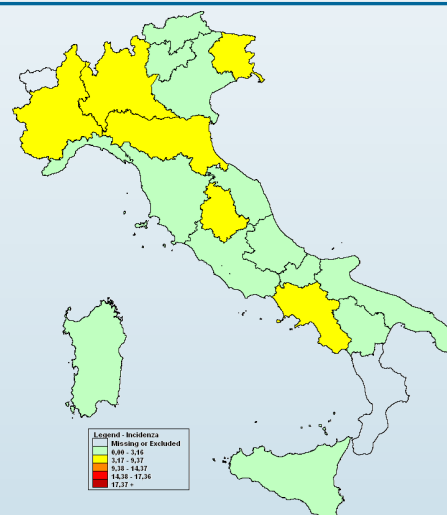 Legend - Incidenza
Missing or Excluded
0,00 - 3,16
3,17 - 9,37
9,38 - 14,37
14,38 - 17,36
17,37 +